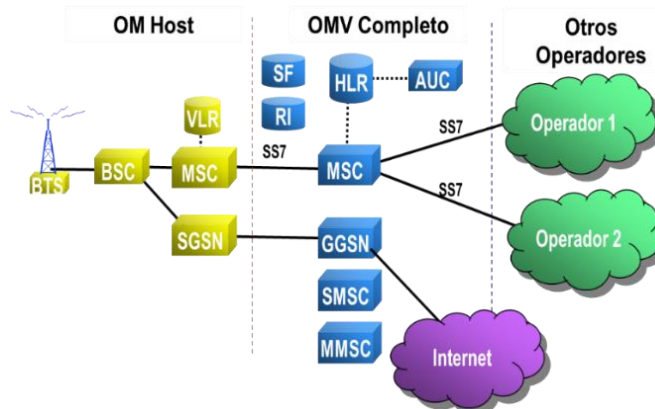 OM Host
OMV Completo
Otros
Operadores
SF
HLR
AUC
RI
VLR
SS7
Operador 1
BTS
BSC
MSC
SS7
MSC
SS7
Operador 2
SGSN
GGSN
SMSC
MMSC
Internet